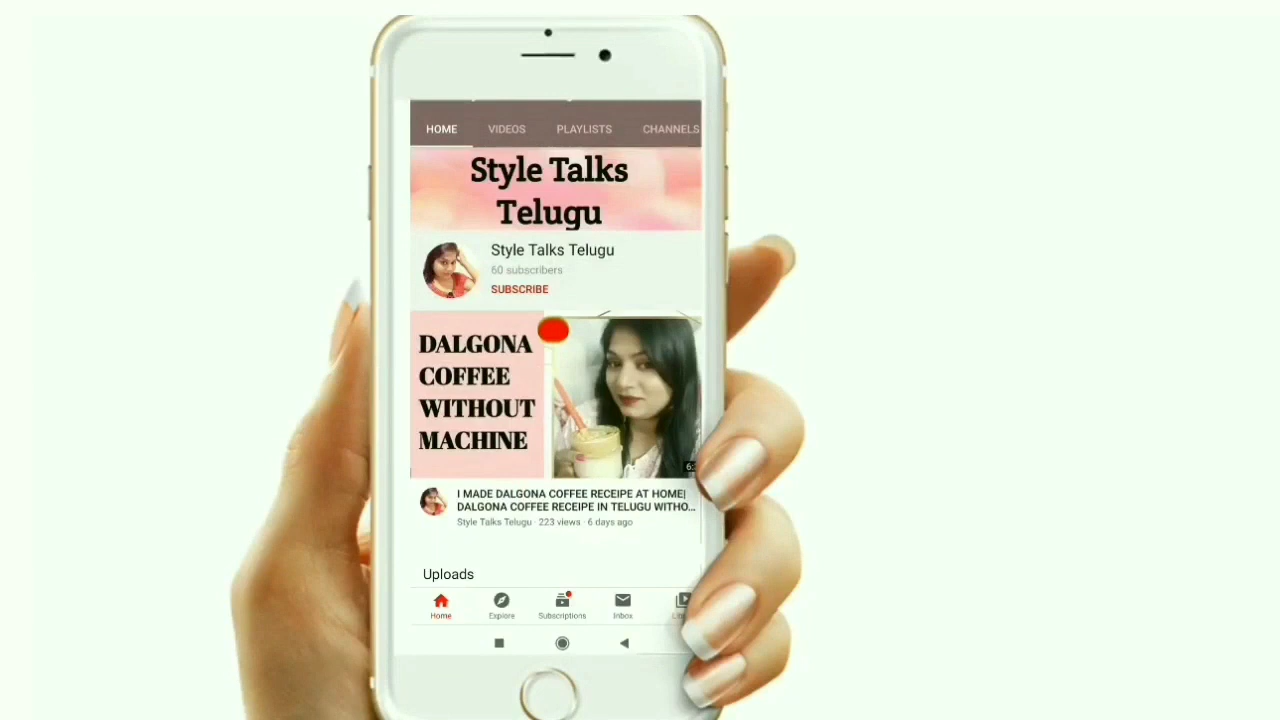 HOME VIDEOS PLAYLISTS CHANNELS
Style Talks
Telugu
Style Talks Telugu
60 subscribers
SUBSCRIBE
DALGONA
COFFEE
WITHOUT
MACHINE
I MADE DALGONA COFFEE RECEIPE AT HOME|
DALGONA COFFEE RECEIPE IN TELUGU WITHO...
Style Talks Telugu · 223 views · 6 days ago
Uploads
Home Explore Subscriptions Inbox